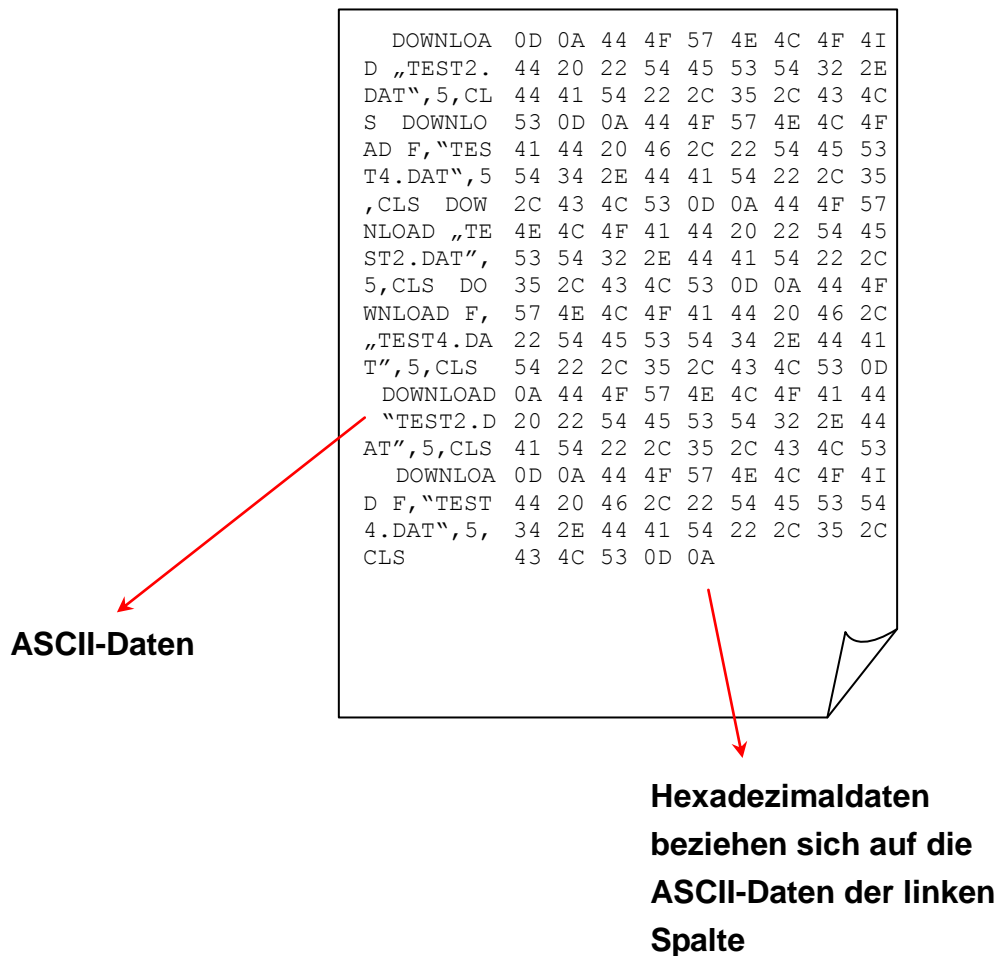 DOWNLOA 0D 0A 44 4F 57 4E 4C 4F 4I
D „TEST2. 44 20 22 54 45 53 54 32 2E
DAT“,5,CL 44 41 54 22 2C 35 2C 43 4C
S DOWNLO 53 0D 0A 44 4F 57 4E 4C 4F
AD F,“TES 41 44 20 46 2C 22 54 45 53
T4.DAT“,5 54 34 2E 44 41 54 22 2C 35
,CLS DOW 2C 43 4C 53 0D 0A 44 4F 57
NLOAD „TE 4E 4C 4F 41 44 20 22 54 45
ST2.DAT”, 53 54 32 2E 44 41 54 22 2C
5,CLS DO 35 2C 43 4C 53 0D 0A 44 4F
WNLOAD F, 57 4E 4C 4F 41 44 20 46 2C
„TEST4.DA 22 54 45 53 54 34 2E 44 41
T”,5,CLS 54 22 2C 35 2C 43 4C 53 0D
DOWNLOAD 0A 44 4F 57 4E 4C 4F 41 44
“TEST2.D 20 22 54 45 53 54 32 2E 44
AT”,5,CLS 41 54 22 2C 35 2C 43 4C 53
DOWNLOA 0D 0A 44 4F 57 4E 4C 4F 4I
D F,“TEST 44 20 46 2C 22 54 45 53 54
4.DAT“,5, 34 2E 44 41 54 22 2C 35 2C
CLS 43 4C 53 0D 0A
ASCII-Daten
Hexadezimaldaten
beziehen sich auf die
ASCII-Daten der linken
Spalte